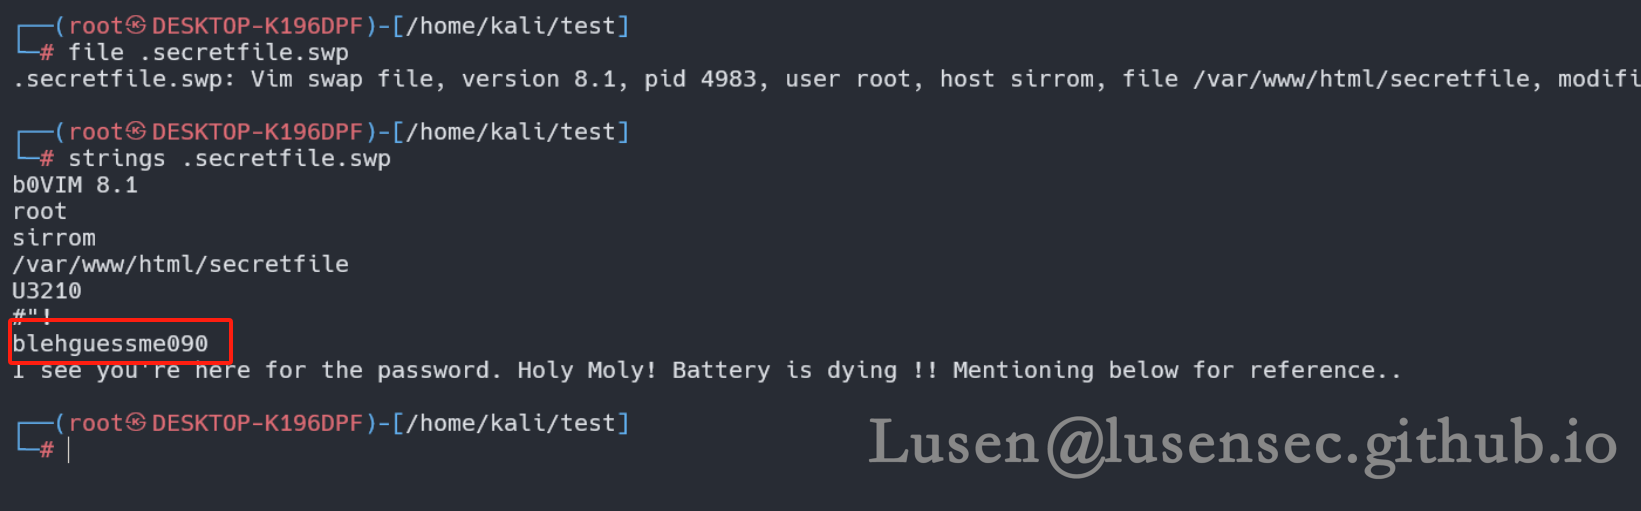 ┌──(root㉿DESKTOP-K196DPF)-[/home/kali/test]
└─# file .secretfile.swp
.secretfile.swp: Vim swap file, version 8.1, pid 4983, user root, host sirrom, file /var/www/html/secretfile, modifi
┌──(root㉿DESKTOP-K196DPF)-[/home/kali/test]
└─# strings .secretfile.swp
b0VIM 8.1
root
sirrom
/var/www/html/secretfile
U3210
#"!
blehguessme090
I see you're here for the password. Holy Moly! Battery is dying !! Mentioning below for reference..
┌──(root㉿DESKTOP-K196DPF)-[/home/kali/test]
└─#
Lusen@lusensec.github.io